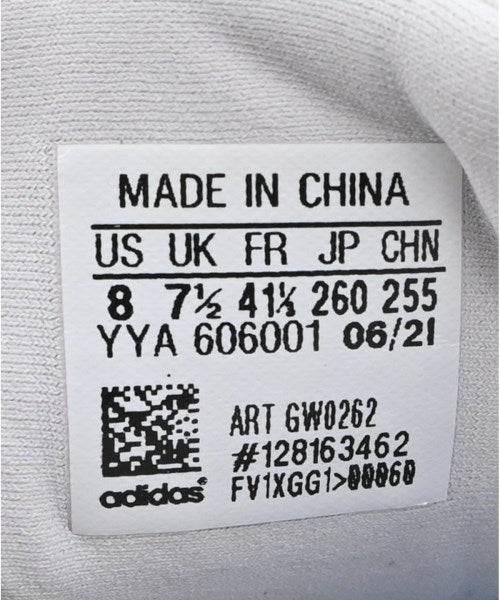 MADE IN CHINA
US UK FR JP CHN
8 7½ 41⅓ 260 255
YYA 606001 06/21
ART GW0262
#128163462
FV1XGG1>00060
adidas